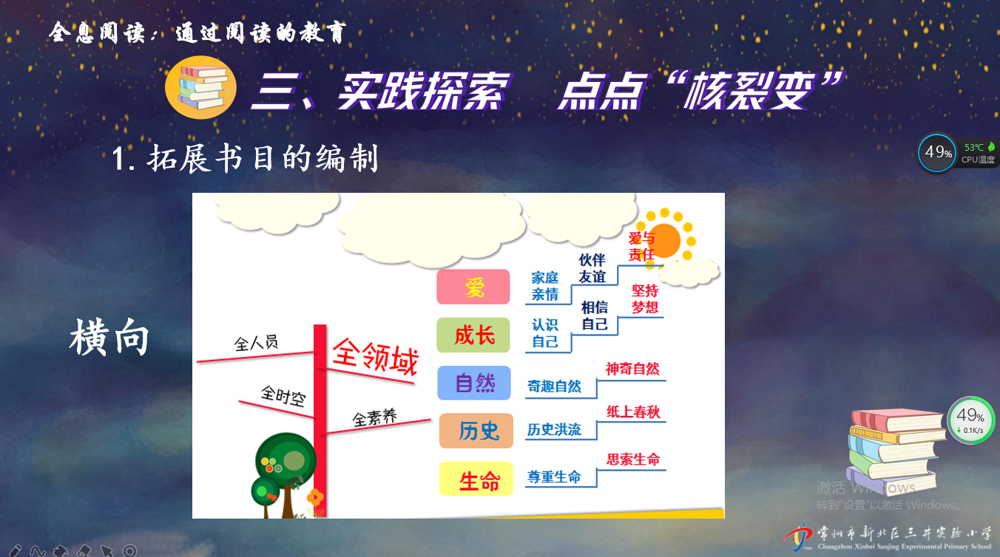 全息阅读：通过阅读的教育
三、实践探索 点点“核裂变”
1.拓展书目的编制
49% 53℃
CPU温度
横向
全人员
全时空
全领域
全素养
爱
家庭
亲情
伙伴
友谊
爱与
责任
成长
认识
自己
相信
自己
坚持
梦想
自然
奇趣自然
神奇自然
历史
历史洪流
纸上春秋
生命
尊重生命
思索生命
49%
0.1K/s
激活 Windows
转到“设置”以激活 Windows。
常州市新北区三井实验小学
Changzhou Xinbei Sanjing Experimental Primary School